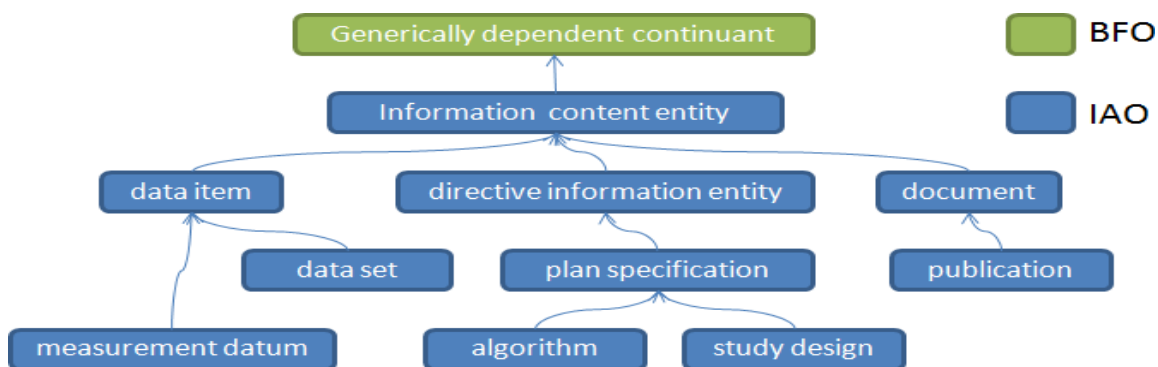 Generically dependent continuant
BFO
Information content entity
IAO
data item
directive information entity
document
data set
plan specification
publication
measurement datum
algorithm
study design